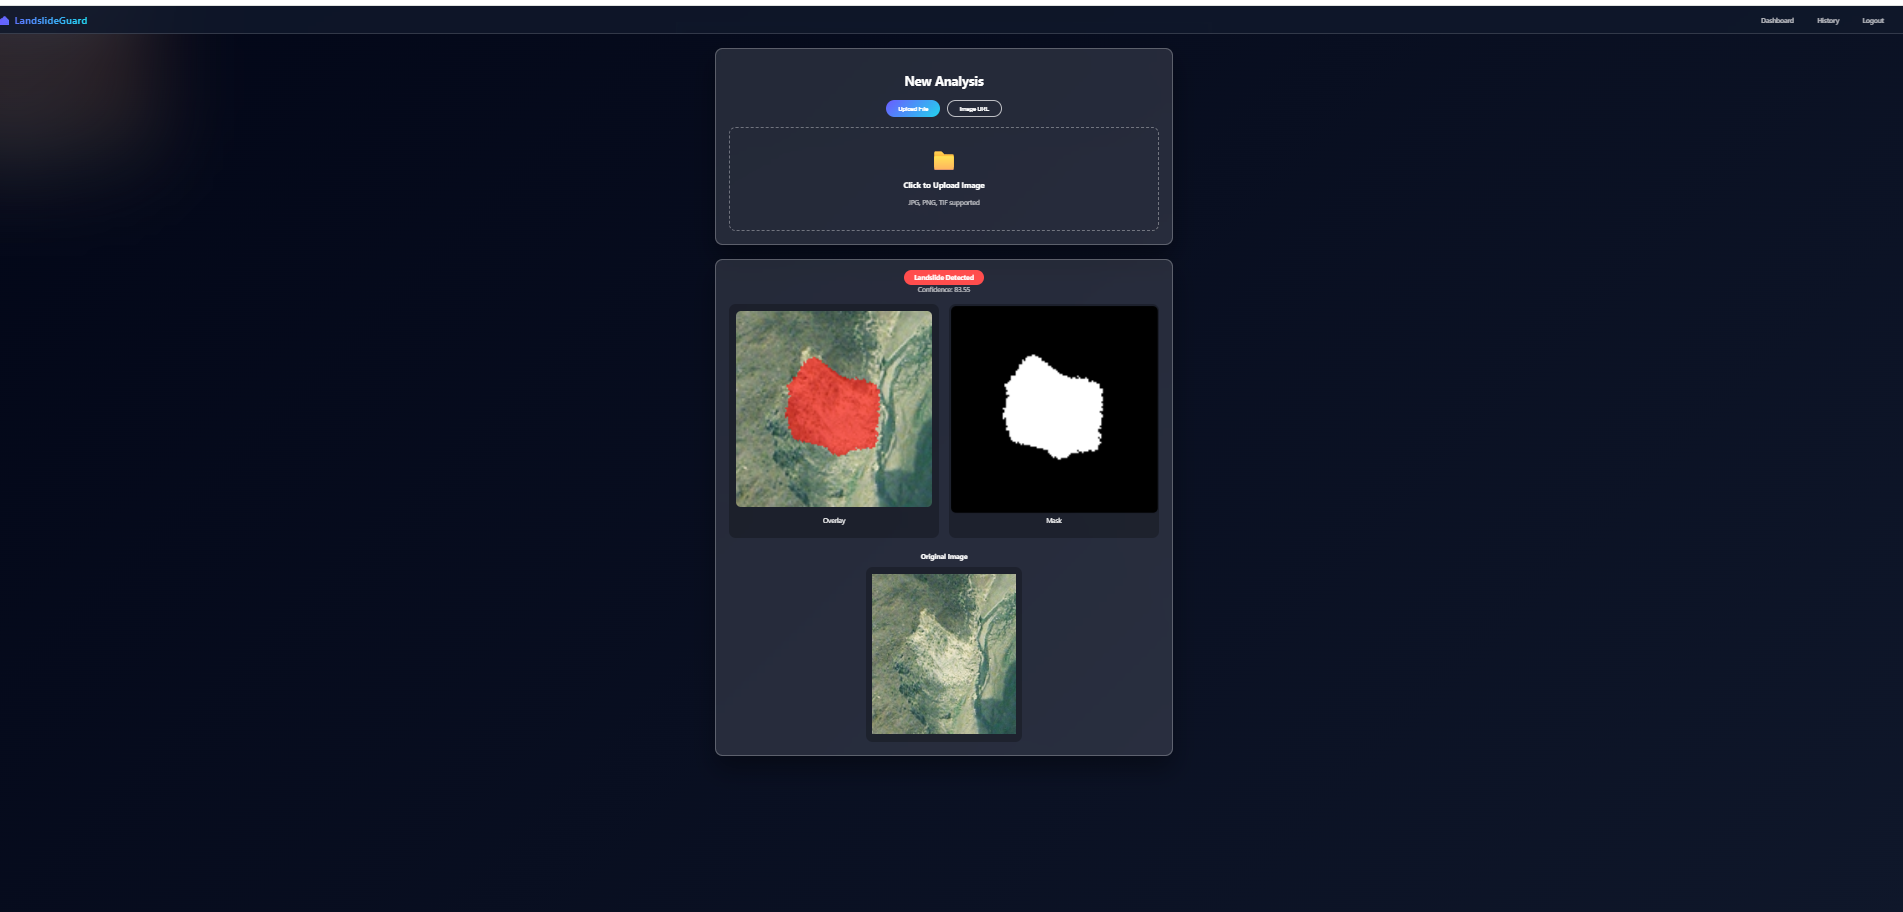 LandslideGuard
Dashboard
History
Logout
New Analysis
Upload File
Image URL
Click to Upload Image
JPG, PNG, TIF supported
Landslide Detected
Confidence: 83.55
Overlay
Mask
Original Image